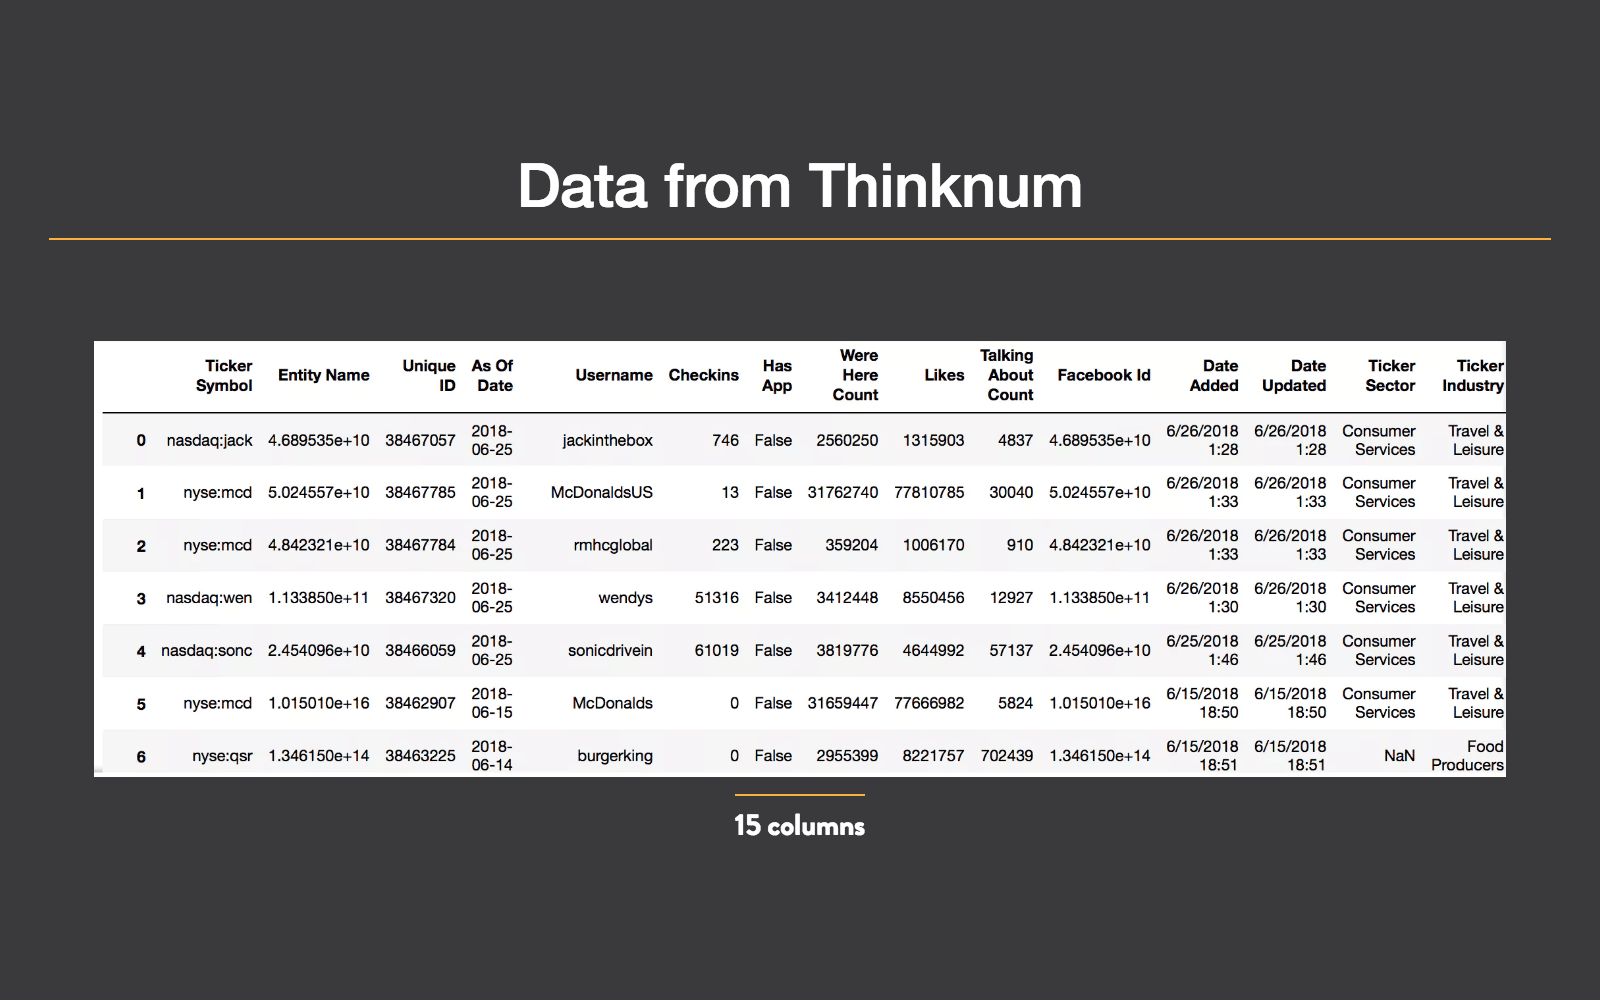 Data from Thinknum
Ticker Symbol Entity Name Unique ID As Of Date Username Checkins Has App Were Here Count Likes Talking About Count Facebook Id Date Added Date Updated Ticker Sector Ticker Industry
0 nasdaq:jack 4.689535e+10 38467057 2018-06-25 jackinthebox 746 False 2560250 1315903 4837 4.689535e+10 6/26/2018 1:28 6/26/2018 1:28 Consumer Services Travel & Leisure
1 nyse:mcd 5.024557e+10 38467785 2018-06-25 McDonaldsUS 13 False 31762740 77810785 30040 5.024557e+10 6/26/2018 1:33 6/26/2018 1:33 Consumer Services Travel & Leisure
2 nyse:mcd 4.842321e+10 38467784 2018-06-25 rmhcglobal 223 False 359204 1006170 910 4.842321e+10 6/26/2018 1:33 6/26/2018 1:33 Consumer Services Travel & Leisure
3 nasdaq:wen 1.133850e+11 38467320 2018-06-25 wendys 51316 False 3412448 8550456 12927 1.133850e+11 6/26/2018 1:30 6/26/2018 1:30 Consumer Services Travel & Leisure
4 nasdaq:sonc 2.454096e+10 38466059 2018-06-25 sonicdrivein 61019 False 3819776 4644992 57137 2.454096e+10 6/25/2018 1:46 6/25/2018 1:46 Consumer Services Travel & Leisure
5 nyse:mcd 1.015010e+16 38462907 2018-06-15 McDonalds 0 False 31659447 77666982 5824 1.015010e+16 6/15/2018 18:50 6/15/2018 18:50 Consumer Services Travel & Leisure
6 nyse:qsr 1.346150e+14 38463225 2018-06-14 burgerking 0 False 2955399 8221757 702439 1.346150e+14 6/15/2018 18:51 6/15/2018 18:51 NaN Food Producers
15 columns